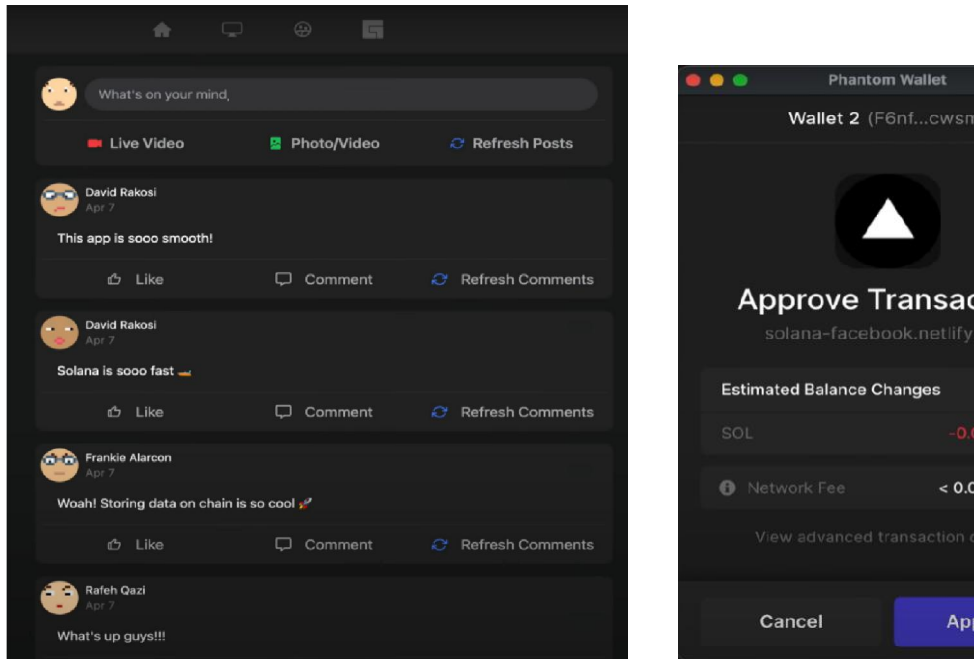 What's on your mind,
Live Video Photo/Video Refresh Posts
David Rakosi
Apr 7
This app is sooo smooth!
Like Comment Refresh Comments
David Rakosi
Apr 7
Solana is sooo fast
Like Comment Refresh Comments
Frankie Alarcon
Apr 7
Woah! Storing data on chain is so cool 🚀
Like Comment Refresh Comments
Rafeh Qazi
Apr 7
What's up guys!!!
Phantom Wallet
Wallet 2 (F6nf...cwsm
Approve Transac
solana-facebook.netlify
Estimated Balance Changes
SOL -0.0
Network Fee < 0.0
View advanced transaction
Cancel App